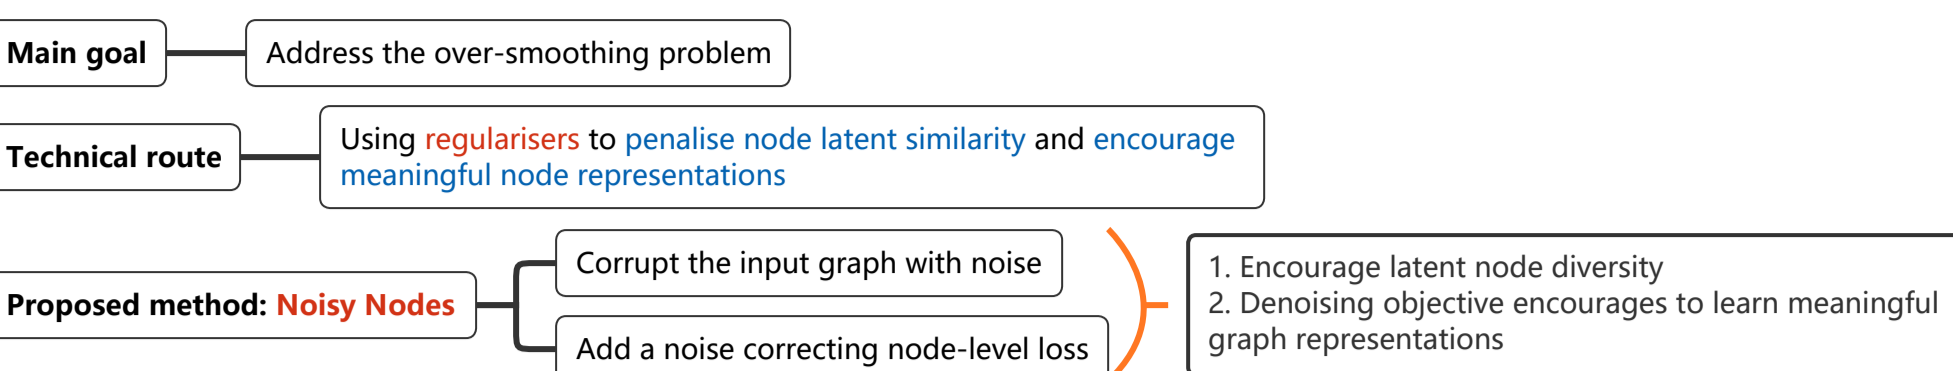 Main goal
Address the over-smoothing problem
Technical route
Using regularisers to penalise node latent similarity and encourage
meaningful node representations
Proposed method: Noisy Nodes
Corrupt the input graph with noise
Add a noise correcting node-level loss
1. Encourage latent node diversity
2. Denoising objective encourages to learn meaningful
graph representations